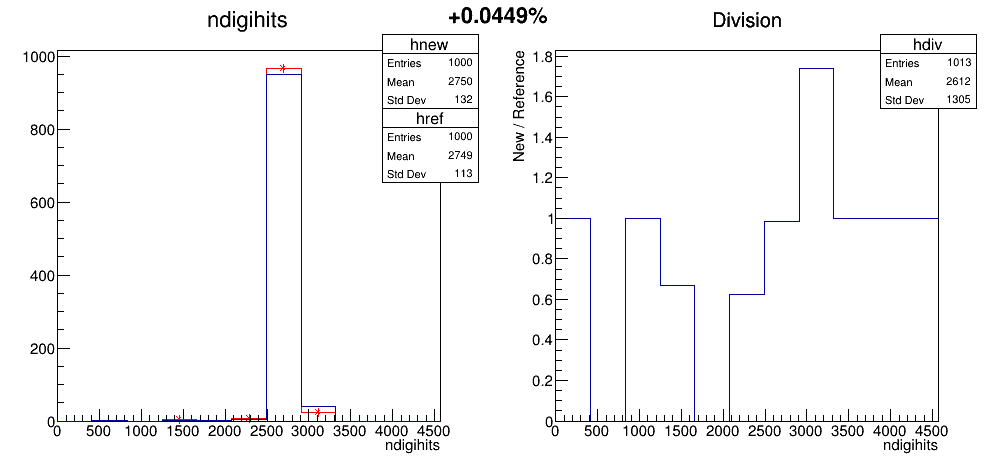 +0.0449%
ndigihits
hnew
Entries 1000
Mean 2750
Std Dev 132
href
Entries 1000
Mean 2749
Std Dev 113
1000
800
600
400
200
0
0 500 1000 1500 2000 2500 3000 3500 4000 4500
ndigihits
Division
hdiv
Entries 1013
Mean 2612
Std Dev 1305
New / Reference
1.8
1.6
1.4
1.2
1
0.8
0.6
0.4
0.2
0
0 500 1000 1500 2000 2500 3000 3500 4000 4500
ndigihits